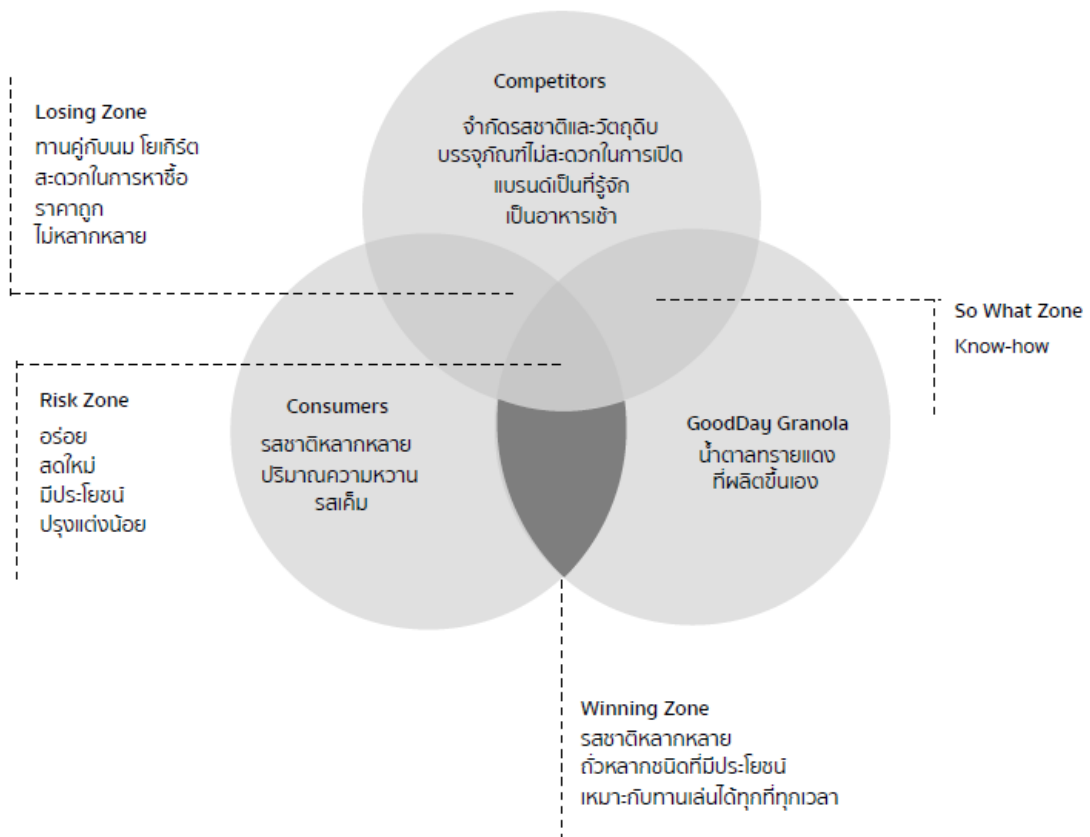 Competitors
จำกัดรสชาติและวัตถุดิบ
บรรจุภัณฑ์ไม่สะดวกในการเปิด
แบรนด์เป็นที่รู้จัก
เป็นอาหารเช้า
Losing Zone
ทานคู่กับนม โยเกิร์ต
สะดวกในการหาซื้อ
ราคาถูก
ไม่หลากหลาย
So What Zone
Know-how
Risk Zone
อร่อย
สดใหม่
มีประโยชน์
ปรุงแต่งน้อย
Consumers
รสชาติหลากหลาย
ปริมาณความหวาน
รสเค็ม
GoodDay Granola
น้ำตาลทรายแดง
ที่ผลิตขึ้นเอง
Winning Zone
รสชาติหลากหลาย
ถั่วหลากชนิดที่มีประโยชน์
เหมาะกับทานเล่นได้ทุกที่ทุกเวลา